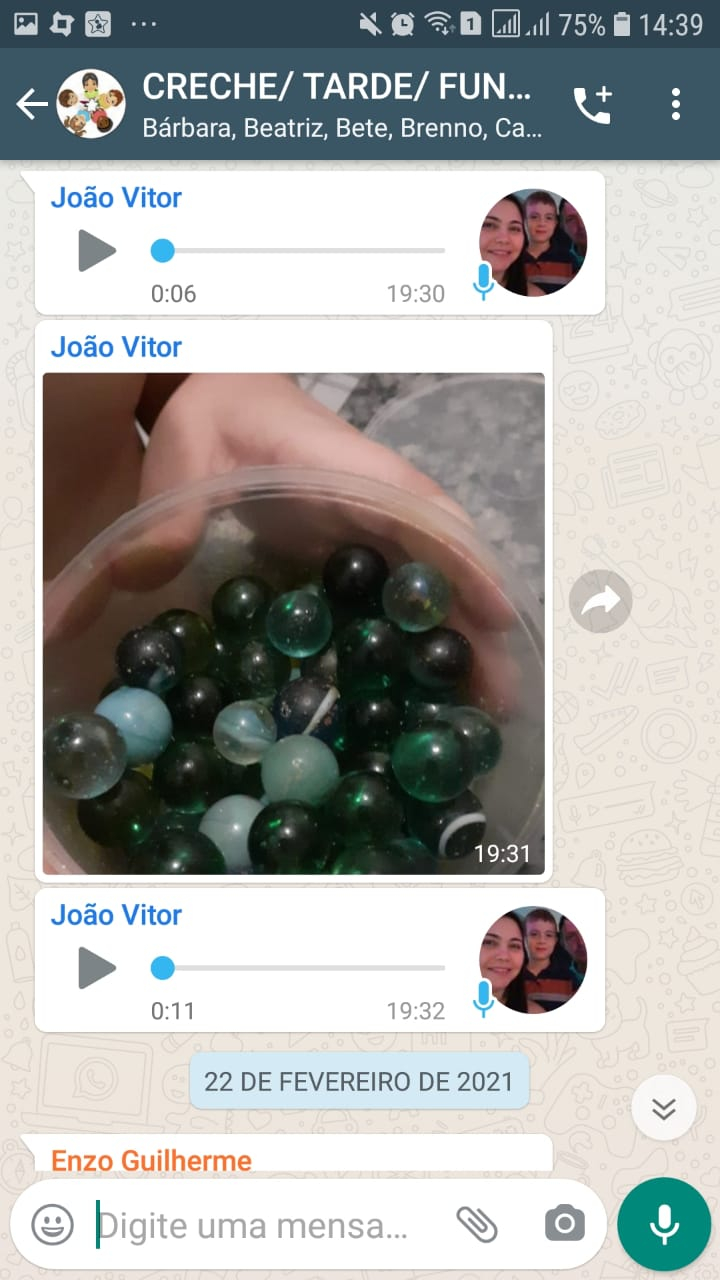 1 75% 14:39
CRECHE/ TARDE/ FUN...
Bárbara, Beatriz, Bete, Brenno, Ca...
João Vitor
0:06 19:30
João Vitor
19:31
João Vitor
0:11 19:32
22 DE FEVEREIRO DE 2021
Enzo Guilherme
Digite uma mensa...